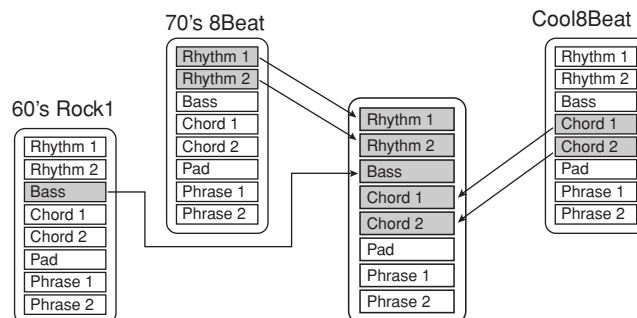 60's Rock1
Rhythm 1
Rhythm 2
Bass
Chord 1
Chord 2
Pad
Phrase 1
Phrase 2
70's 8Beat
Rhythm 1
Rhythm 2
Bass
Chord 1
Chord 2
Pad
Phrase 1
Phrase 2
Rhythm 1
Rhythm 2
Bass
Chord 1
Chord 2
Pad
Phrase 1
Phrase 2
Cool8Beat
Rhythm 1
Rhythm 2
Bass
Chord 1
Chord 2
Pad
Phrase 1
Phrase 2